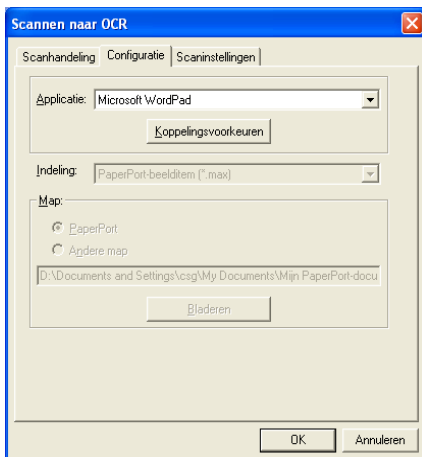 Scannen naar OCR
Scanhandeling Configuratie Scaninstellingen
Applicatie: Microsoft WordPad
Koppelingsvoorkeuren
Indeling: PaperPort-beelditem (*.max)
Map:
PaperPort
Andere map
D:\Documents and Settings\csg\My Documents\Mijn PaperPort-docu
Bladeren
OK Annuleren